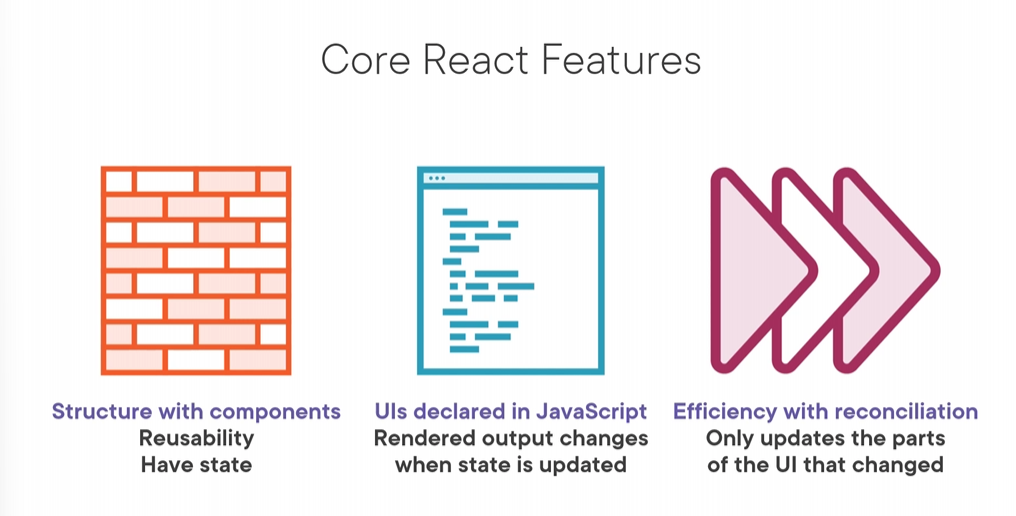 Core React Features
Structure with components
Reusability
Have state
UIs declared in JavaScript
Rendered output changes
when state is updated
Efficiency with reconciliation
Only updates the parts
of the UI that changed